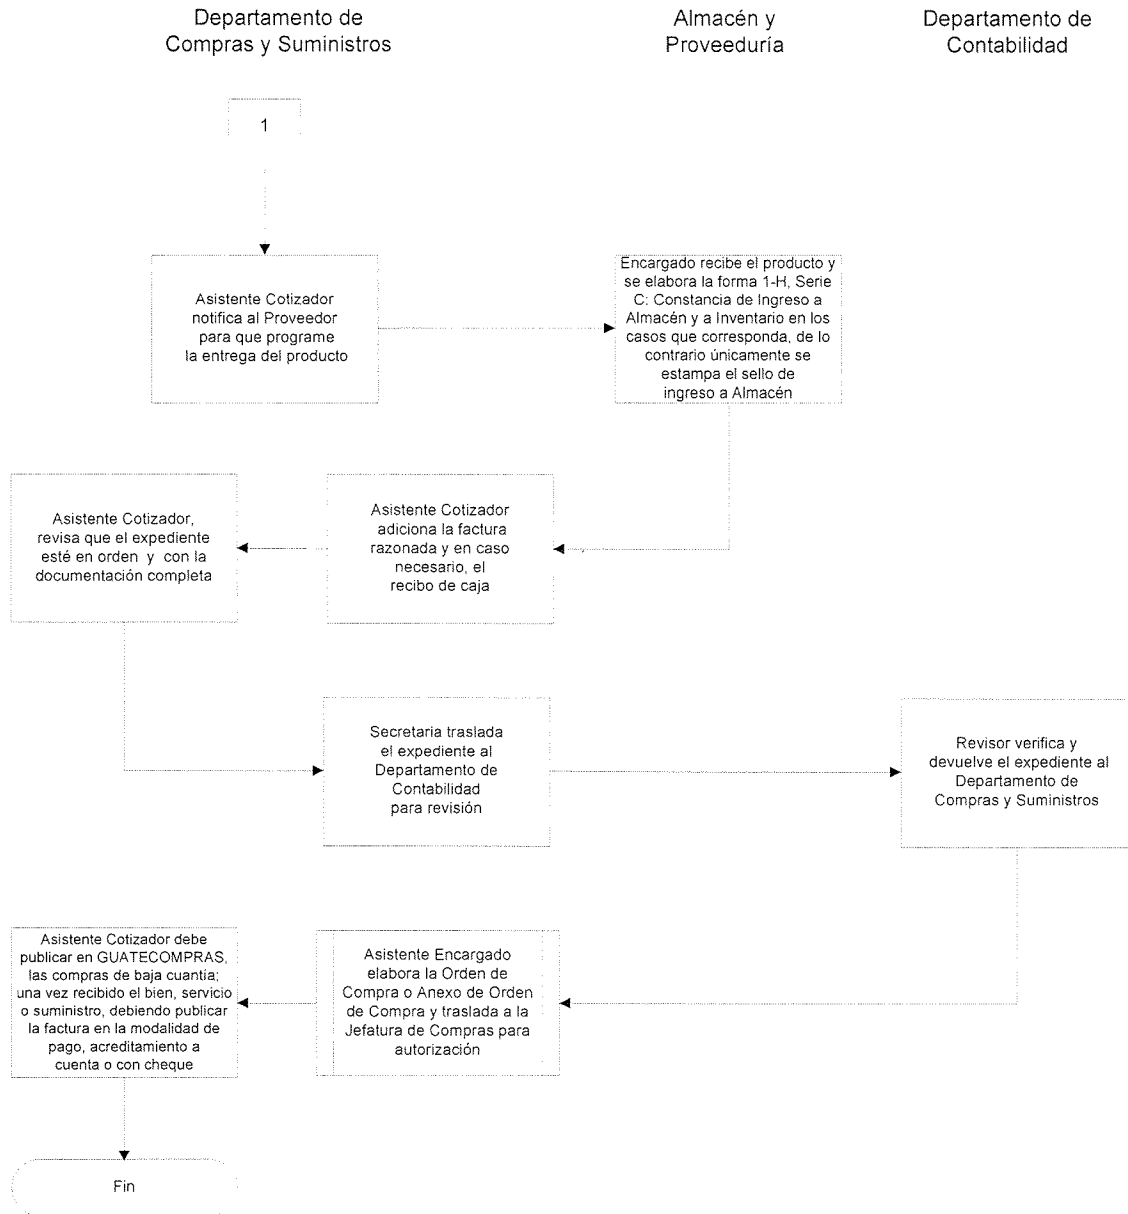 Departamento de
Compras y Suministros
Almacén y
Proveeduría
Departamento de
Contabilidad
1
Asistente Cotizador
notifica al Proveedor
para que programe
la entrega del producto
Encargado recibe el producto y
se elabora la forma 1-H, Serie
C: Constancia de Ingreso a
Almacén y a Inventario en los
casos que corresponda, de lo
contrario únicamente se
estampa el sello de
ingreso a Almacén
Asistente Cotizador,
revisa que el expediente
esté en orden y con la
documentación completa
Asistente Cotizador
adiciona la factura
razonada y en caso
necesario, el
recibo de caja
Secretaria traslada
el expediente al
Departamento de
Contabilidad
para revisión
Revisor verifica y
devuelve el expediente al
Departamento de
Compras y Suministros
Asistente Cotizador debe
publicar en GUATECOMPRAS,
las compras de baja cuantía;
una vez recibido el bien, servicio
o suministro, debiendo publicar
la factura en la modalidad de
pago, acreditamiento a
cuenta o con cheque
Asistente Encargado
elabora la Orden de
Compra o Anexo de Orden
de Compra y traslada a la
Jefatura de Compras para
autorización
Fin